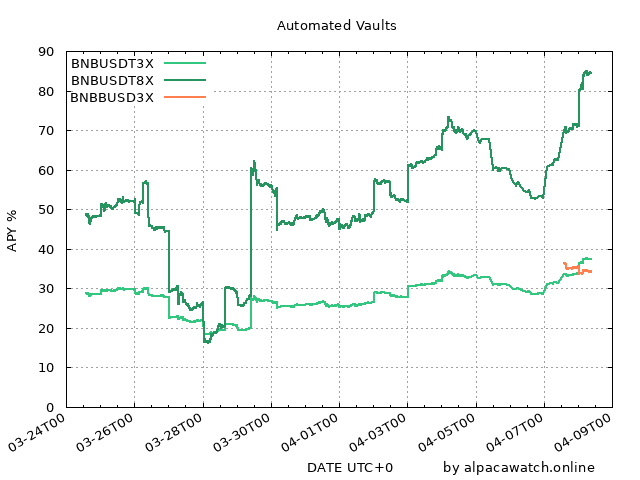 Automated Vaults
90
80
70
60
50
40
30
20
10
0
APY %
BNBUSDT3X
BNBUSDT8X
BNBBUSD3X
03-24T00
03-26T00
03-28T00
03-30T00
04-01T00
04-03T00
04-05T00
04-07T00
04-09T00
DATE UTC+0
by alpacawatch.online